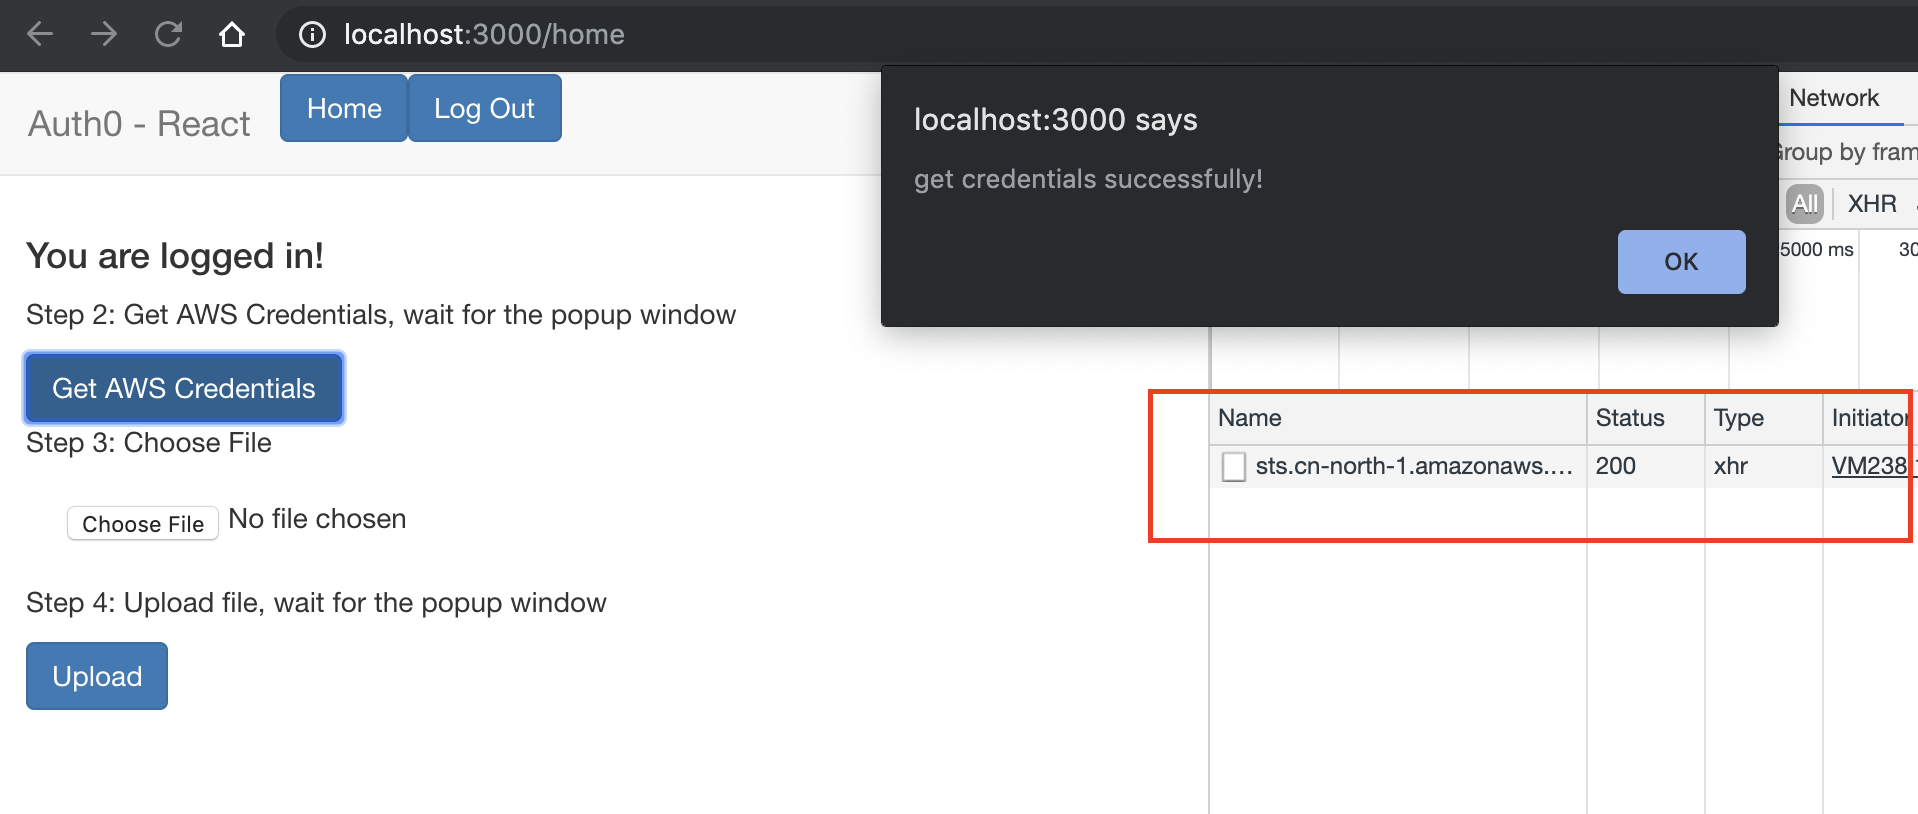 localhost:3000/home
Auth0 - React
Home
Log Out
localhost:3000 says
get credentials successfully!
OK
Network
Group by fram
All
XHR
5000 ms
30
You are logged in!
Step 2: Get AWS Credentials, wait for the popup window
Get AWS Credentials
Step 3: Choose File
Choose File No file chosen
Step 4: Upload file, wait for the popup window
Upload
Name Status Type Initiator
sts.cn-north-1.amazonaws.... 200 xhr VM238